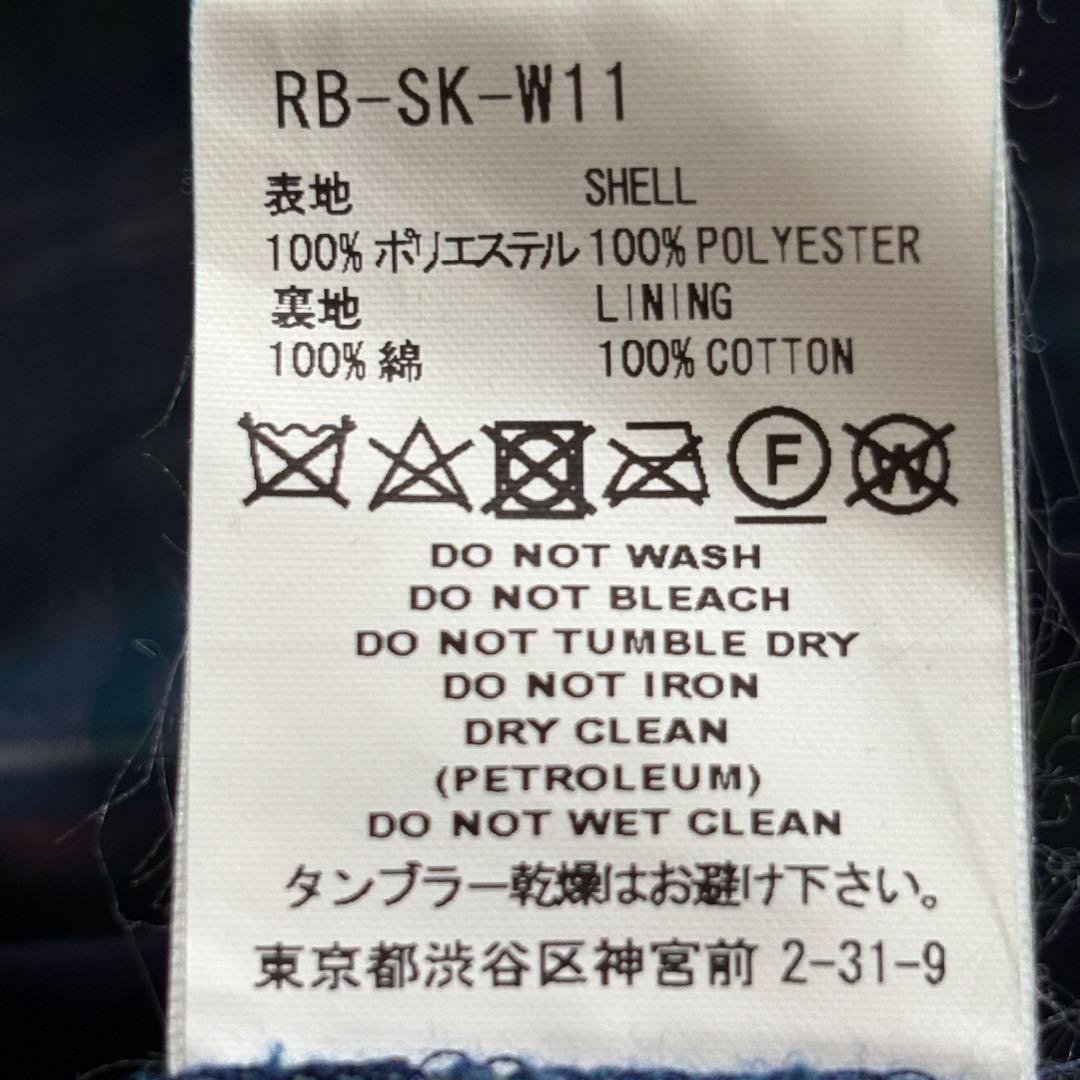 RB-SK-W11
表地 SHELL
100% ポリエステル 100% POLYESTER
裏地 LINING
100% 綿 100% COTTON
F W
DO NOT WASH
DO NOT BLEACH
DO NOT TUMBLE DRY
DO NOT IRON
DRY CLEAN
(PETROLEUM)
DO NOT WET CLEAN
タンブラー乾燥はお避け下さい。
東京都渋谷区神宮前 2-31-9